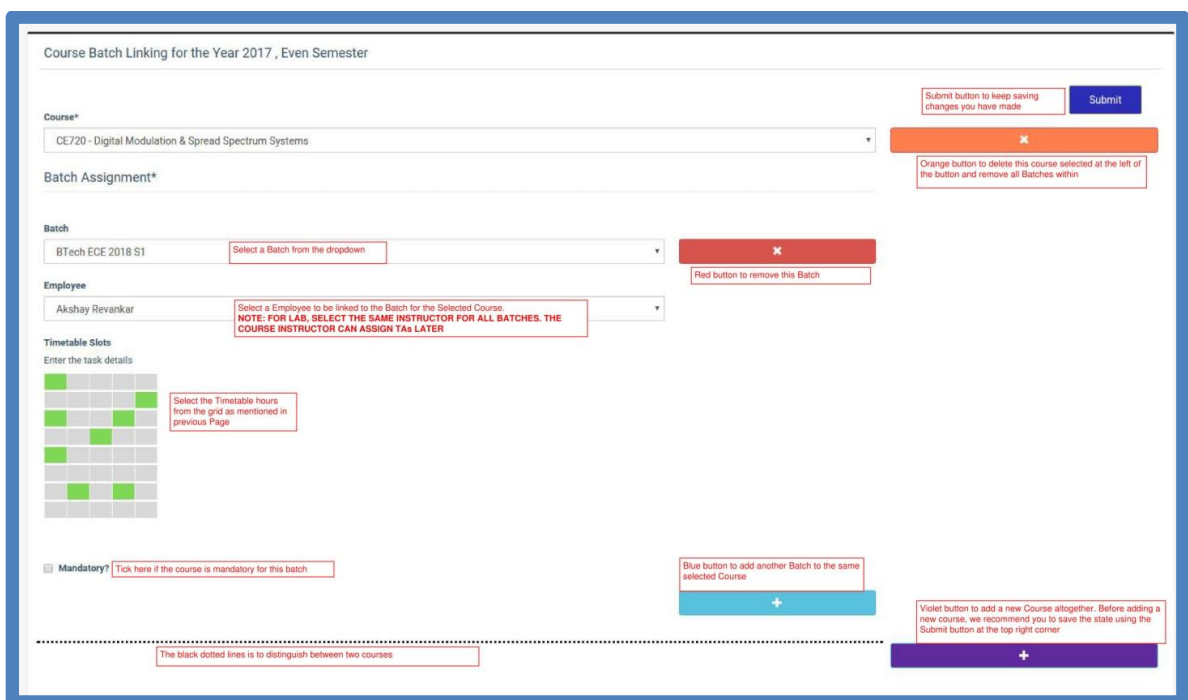 Course Batch Linking for the Year 2017 , Even Semester
Submit button to keep saving
changes you have made
Submit
Course*
CE720 - Digital Modulation & Spread Spectrum Systems
Orange button to delete this course selected at the left of
the button and remove all Batches within
Batch Assignment*
Batch
BTech ECE 2018 S1
Select a Batch from the dropdown
Red button to remove this Batch
Employee
Akshay Revankar
Select a Employee to be linked to the Batch for the Selected Course.
NOTE: FOR LAB, SELECT THE SAME INSTRUCTOR FOR ALL BATCHES. THE
COURSE INSTRUCTOR CAN ASSIGN TAs LATER
Timetable Slots
Enter the task details
Select the Timetable hours
from the grid as mentioned in
previous Page
Mandatory?
Tick here if the course is mandatory for this batch
Blue button to add another Batch to the same
selected Course
Violet button to add a new Course altogether. Before adding a
new course, we recommend you to save the state using the
Submit button at the top right corner
The black dotted lines is to distinguish between two courses